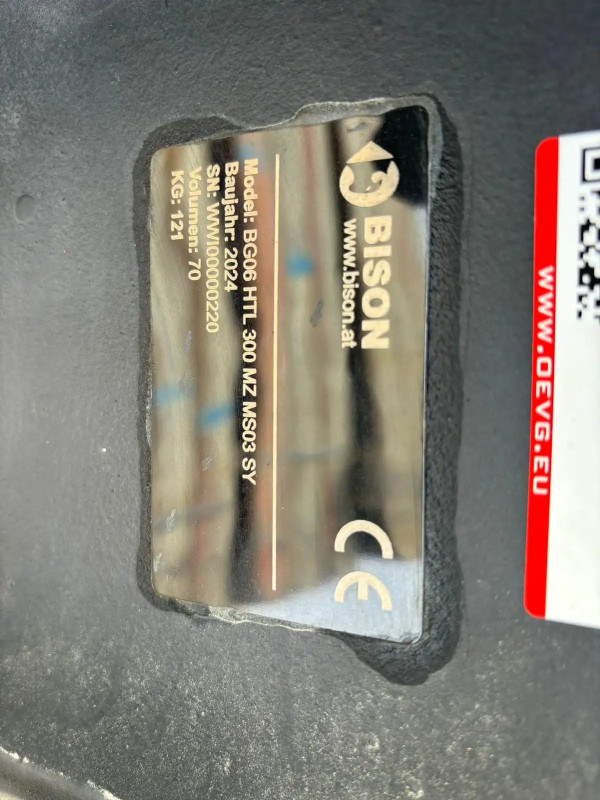 BISON
www.bison.at
CE
Model: BG06 HTL 300 MZ MS03 SY
Baujahr: 2024
SN: WWI00000220
Volumen: 70
KG: 121
WWW.OEVG.EU